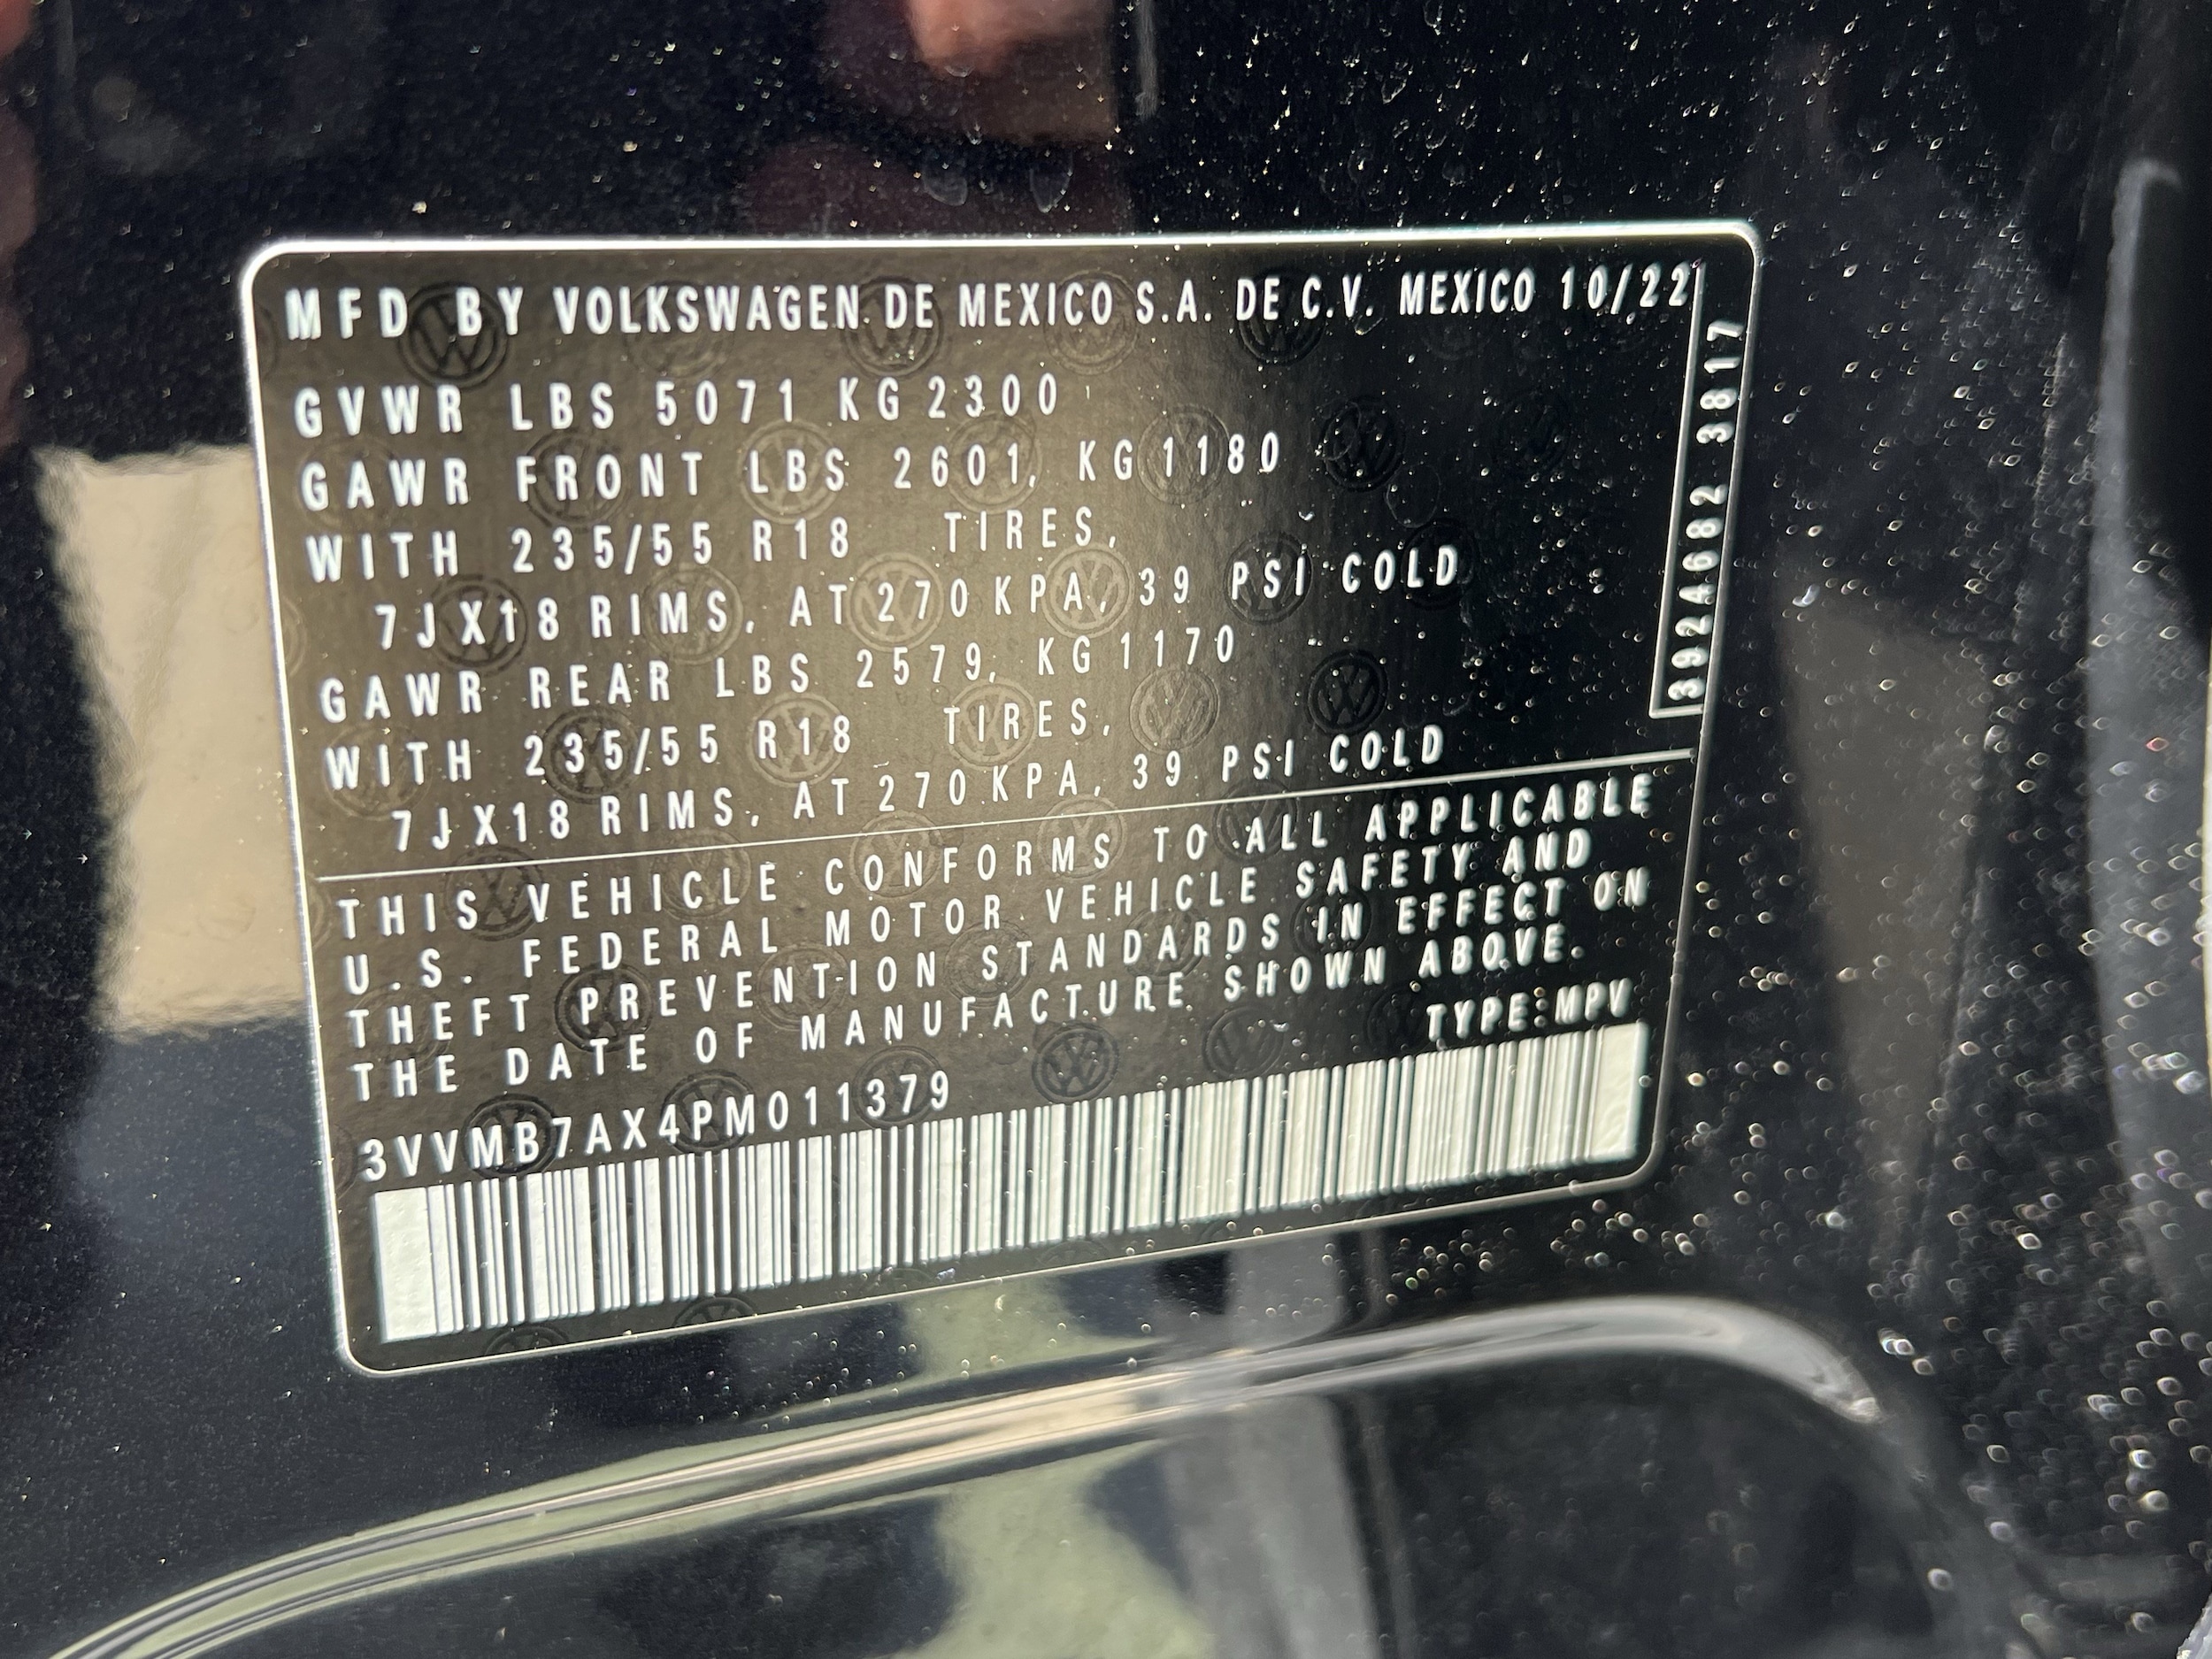 MFD BY VOLKSWAGEN DE MEXICO S.A. DE C.V. MEXICO 10/22
GVWR LBS 5071 KG 2300
GAWR FRONT LBS 2601, KG 1180
WITH 235/55 R18 TIRES,
7JX18 RIMS, AT 270 KPA, 39 PSI COLD
GAWR REAR LBS 2579, KG 1170
WITH 235/55 R18 TIRES,
7JX18 RIMS, AT 270 KPA, 39 PSI COLD
392A682 3817
THIS VEHICLE CONFORMS TO ALL APPLICABLE
U.S. FEDERAL MOTOR VEHICLE SAFETY AND
THEFT PREVENTION STANDARDS IN EFFECT ON
THE DATE OF MANUFACTURE SHOWN ABOVE.
TYPE:MPV
3VVMB7AX4PM011379